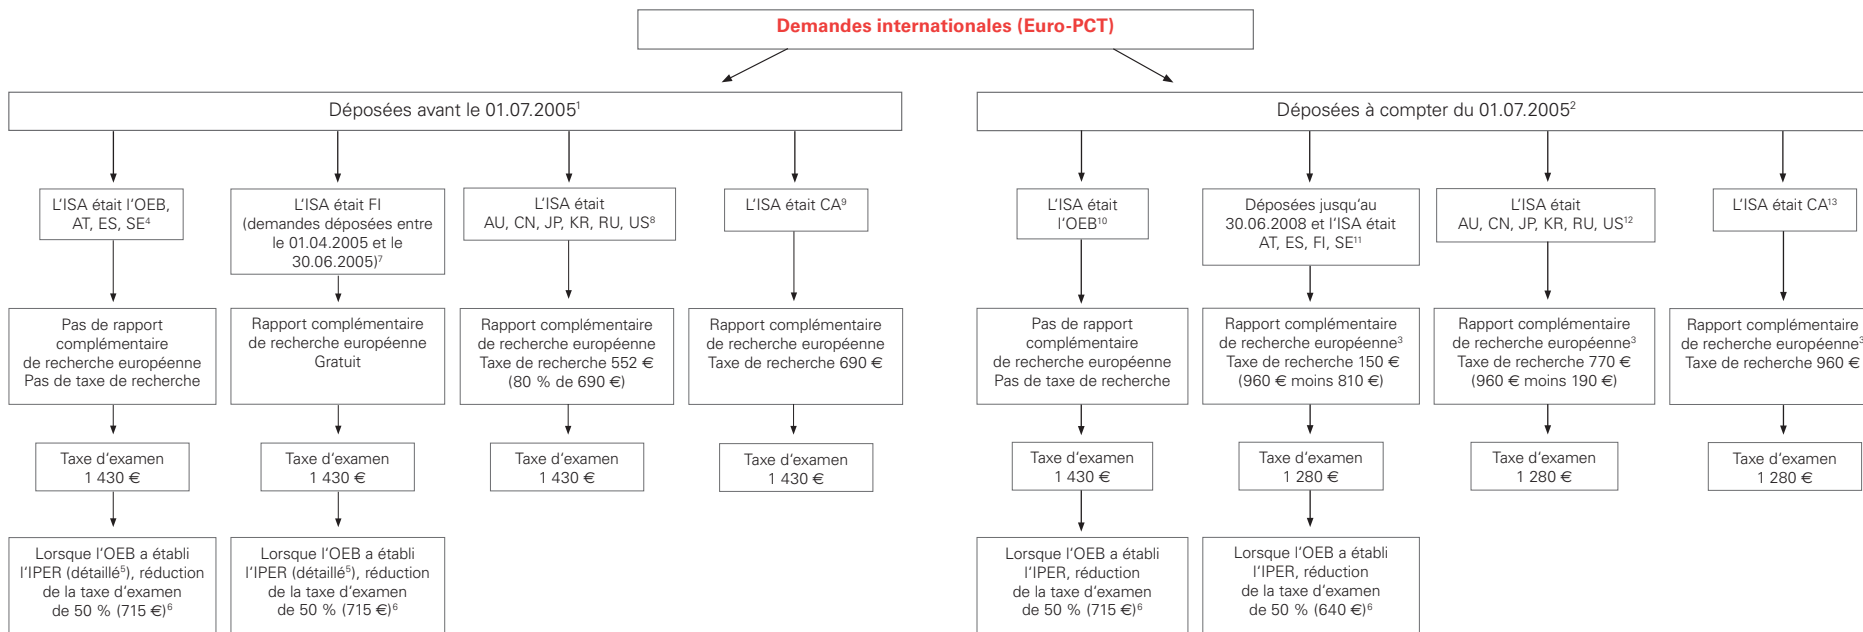 Demandes internationales (Euro-PCT)
Déposées avant le 01.07.2005¹
L'ISA était l'OEB,
AT, ES, SE⁴
L'ISA était FI
(demandes déposées entre
le 01.04.2005 et le
30.06.2005)⁷
L'ISA était
AU, CN, JP, KR, RU, US⁸
L'ISA était CA⁹
Pas de rapport
complémentaire
de recherche européenne
Pas de taxe de recherche
Rapport complémentaire
de recherche européenne
Gratuit
Rapport complémentaire
de recherche européenne
Taxe de recherche 552 €
(80 % de 690 €)
Rapport complémentaire
de recherche européenne
Taxe de recherche 690 €
Taxe d'examen
1 430 €
Taxe d'examen
1 430 €
Taxe d'examen
1 430 €
Taxe d'examen
1 430 €
Lorsque l'OEB a établi
l'IPER (détaillé⁵), réduction
de la taxe d'examen
de 50 % (715 €)⁶
Lorsque l'OEB a établi
l'IPER (détaillé⁵), réduction
de la taxe d'examen
de 50 % (715 €)⁶
Déposées à compter du 01.07.2005²
L'ISA était
l'OEB¹⁰
Déposées jusqu'au
30.06.2008 et l'ISA était
AT, ES, FI, SE¹¹
L'ISA était
AU, CN, JP, KR, RU, US¹²
L'ISA était CA¹³
Pas de rapport
complémentaire
de recherche européenne
Pas de taxe de recherche
Rapport complémentaire
de recherche européenne³
Taxe de recherche 150 €
(960 € moins 810 €)
Rapport complémentaire
de recherche européenne³
Taxe de recherche 770 €
(960 € moins 190 €)
Rapport complémentaire
de recherche européenne³
Taxe de recherche 960 €
Taxe d'examen
1 430 €
Taxe d'examen
1 280 €
Taxe d'examen
1 280 €
Taxe d'examen
1 280 €
Lorsque l'OEB a établi
l'IPER, réduction
de la taxe d'examen
de 50 % (715 €)⁶
Lorsque l'OEB a établi
l'IPER, réduction
de la taxe d'examen
de 50 % (640 €)⁶